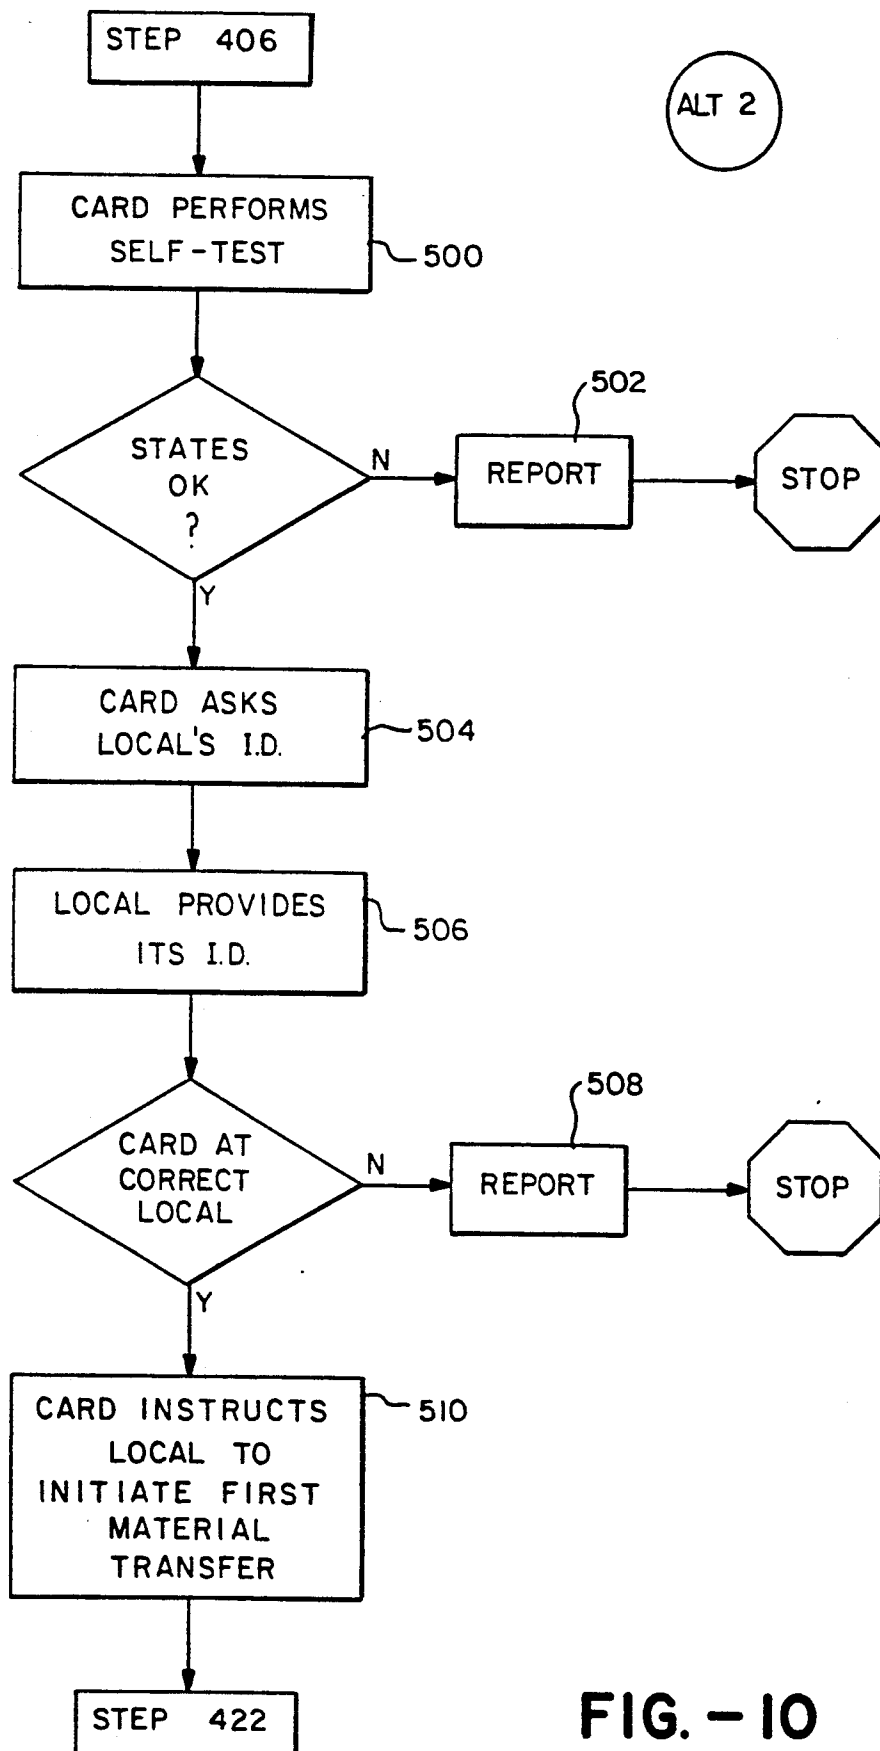 STEP 406
ALT 2
CARD PERFORMS
SELF-TEST
500
STATES
OK
?
N
502
REPORT
STOP
Y
CARD ASKS
LOCAL'S I.D.
504
LOCAL PROVIDES
ITS I.D.
506
CARD AT
CORRECT
LOCAL
N
508
REPORT
STOP
Y
CARD INSTRUCTS
LOCAL TO
INITIATE FIRST
MATERIAL
TRANSFER
510
STEP 422
FIG.-10